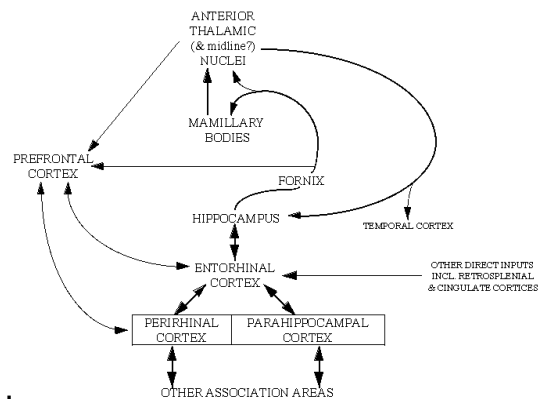 ANTERIOR
THALAMIC
(& midline?)
NUCLEI
MAMILLARY
BODIES
PREFRONTAL
CORTEX
FORNIX
HIPPOCAMPUS
TEMPORAL CORTEX
ENTORHINAL
CORTEX
OTHER DIRECT INPUTS
INCL. RETROSPLENIAL
& CINGULATE CORTICES
PERIRHINAL
CORTEX
PARAHIPPOCAMPAL
CORTEX
OTHER ASSOCIATION AREAS